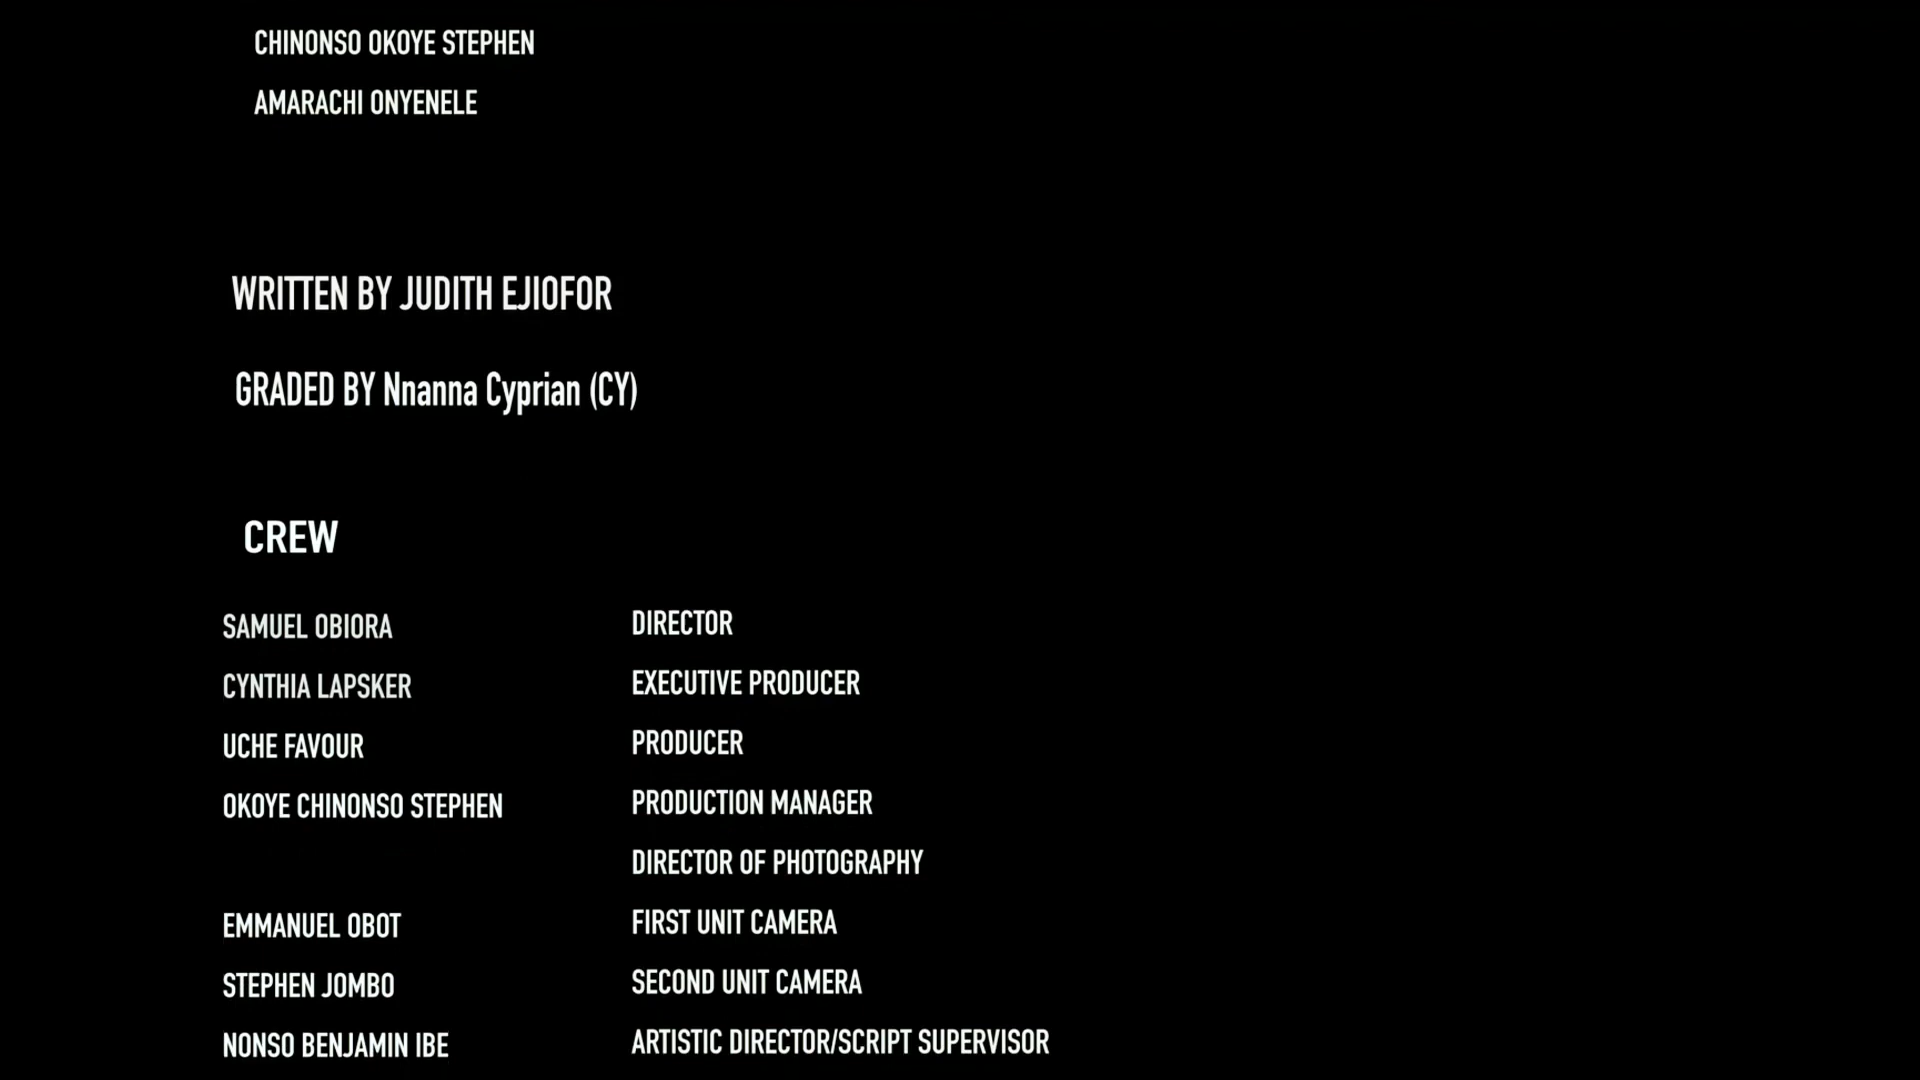 CHINONSO OKOYE STEPHEN
AMARACHI ONYENELE
WRITTEN BY JUDITH EJIOFOR
GRADED BY Nnanna Cyprian (CY)
CREW
SAMUEL OBIORA DIRECTOR
CYNTHIA LAPSKER EXECUTIVE PRODUCER
UCHE FAVOUR PRODUCER
OKOYE CHINONSO STEPHEN PRODUCTION MANAGER
DIRECTOR OF PHOTOGRAPHY
EMMANUEL OBOT FIRST UNIT CAMERA
STEPHEN JOMBO SECOND UNIT CAMERA
NONSO BENJAMIN IBE ARTISTIC DIRECTOR/SCRIPT SUPERVISOR